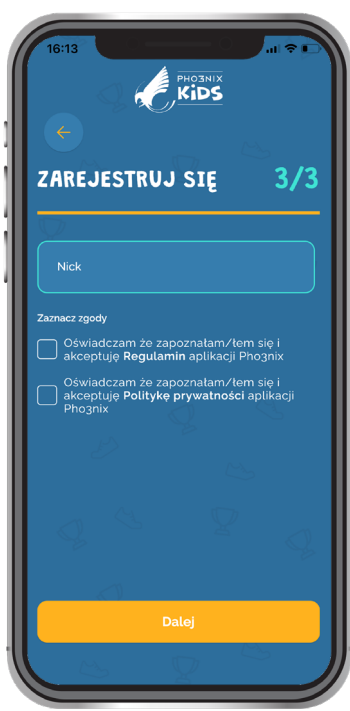 16:13
PHO3NIX
KiDS
ZAREJESTRUJ SIĘ 3/3
Nick
Zaznacz zgody
Oświadczam że zapoznałam/łem się i
akceptuję Regulamin aplikacji Pho3nix
Oświadczam że zapoznałam/łem się i
akceptuję Politykę prywatności aplikacji
Pho3nix
Dalej